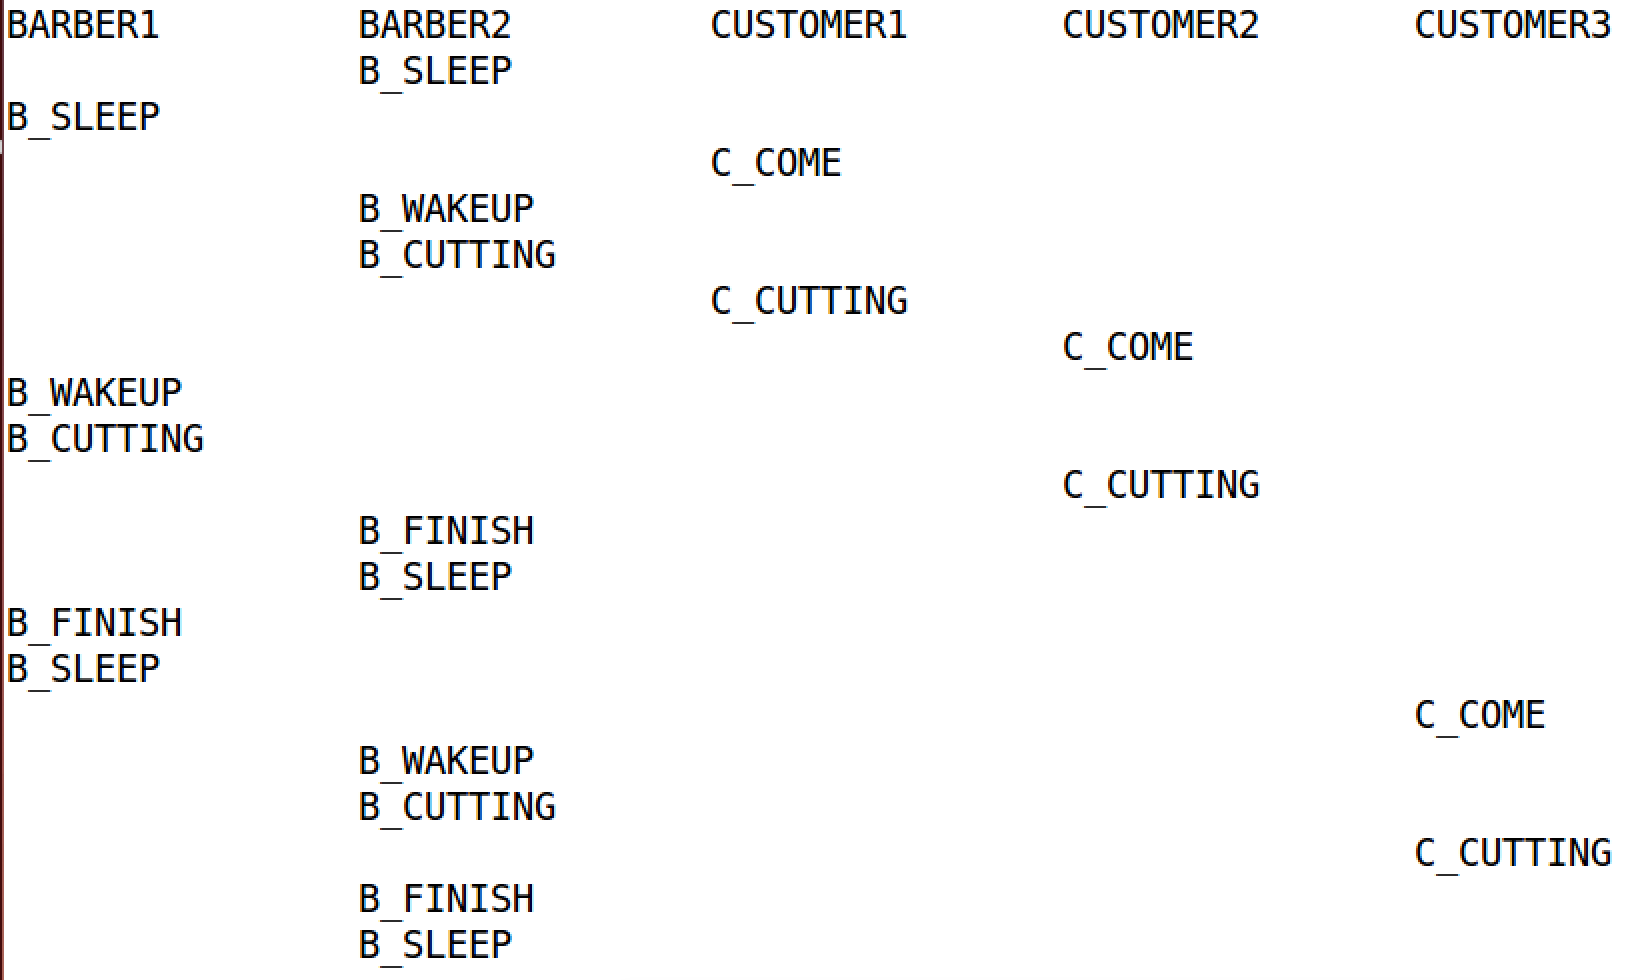 BARBER1 BARBER2 CUSTOMER1 CUSTOMER2 CUSTOMER3
B_SLEEP
B_SLEEP
C_COME
B_WAKEUP
B_CUTTING
C_CUTTING
C_COME
B_WAKEUP
B_CUTTING
C_CUTTING
B_FINISH
B_SLEEP
B_FINISH
B_SLEEP
C_COME
B_WAKEUP
B_CUTTING
C_CUTTING
B_FINISH
B_SLEEP